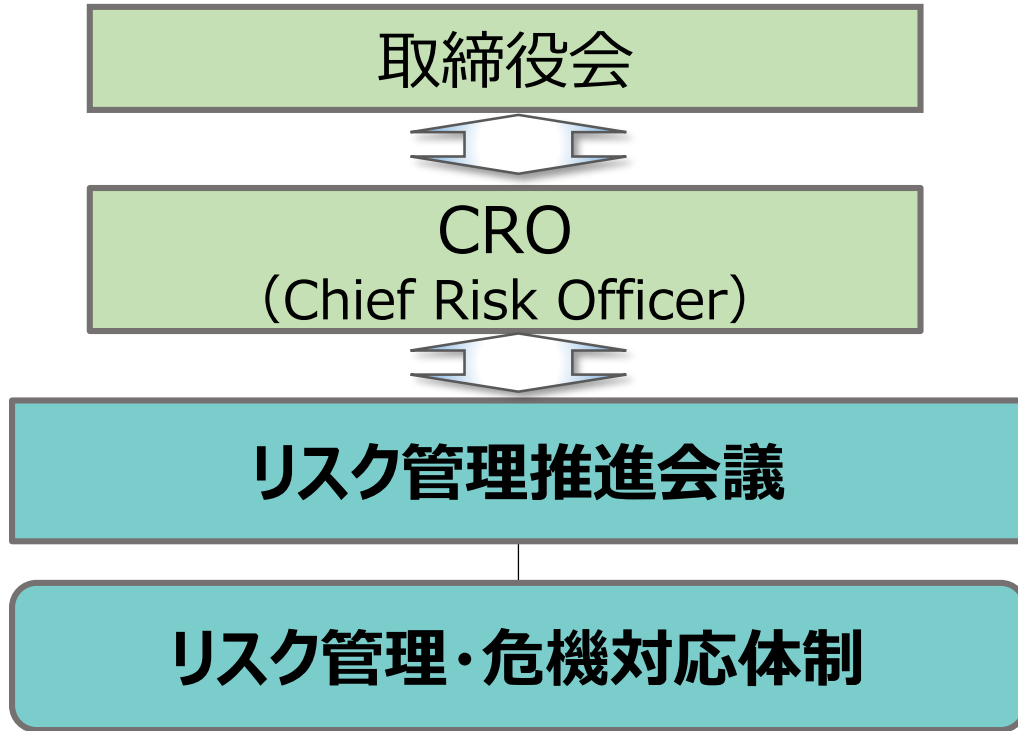 取締役会
CRO
（Chief Risk Officer）
リスク管理推進会議
リスク管理・危機対応体制